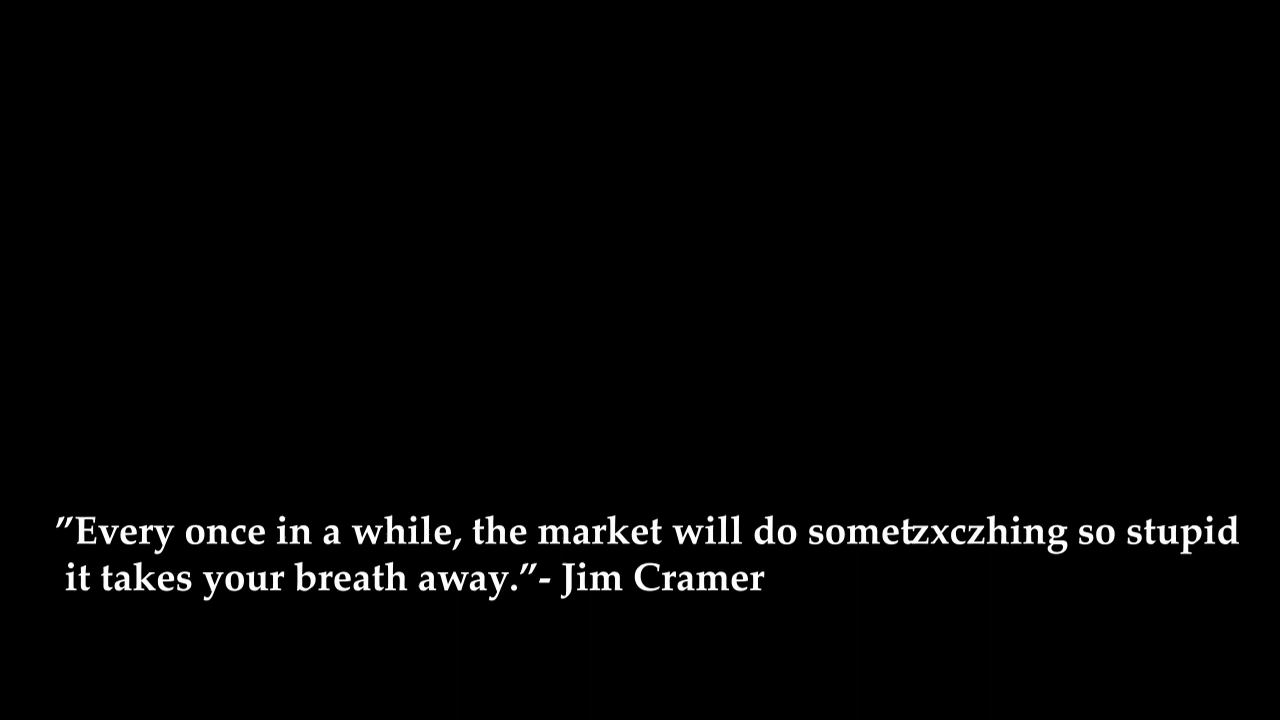 ”Every once in a while, the market will do sometzxczhing so stupid
it takes your breath away.”- Jim Cramer